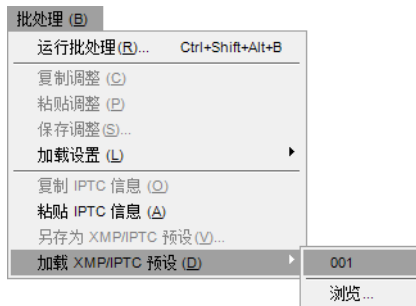 批处理 (B)
运行批处理(R)... Ctrl+Shift+Alt+B
复制调整 (C)
粘贴调整 (P)
保存调整(S)...
加载设置 (L)
复制 IPTC 信息 (O)
粘贴 IPTC 信息 (A)
另存为 XMP/IPTC 预设(V)...
加载 XMP/IPTC 预设 (D)
001
浏览...